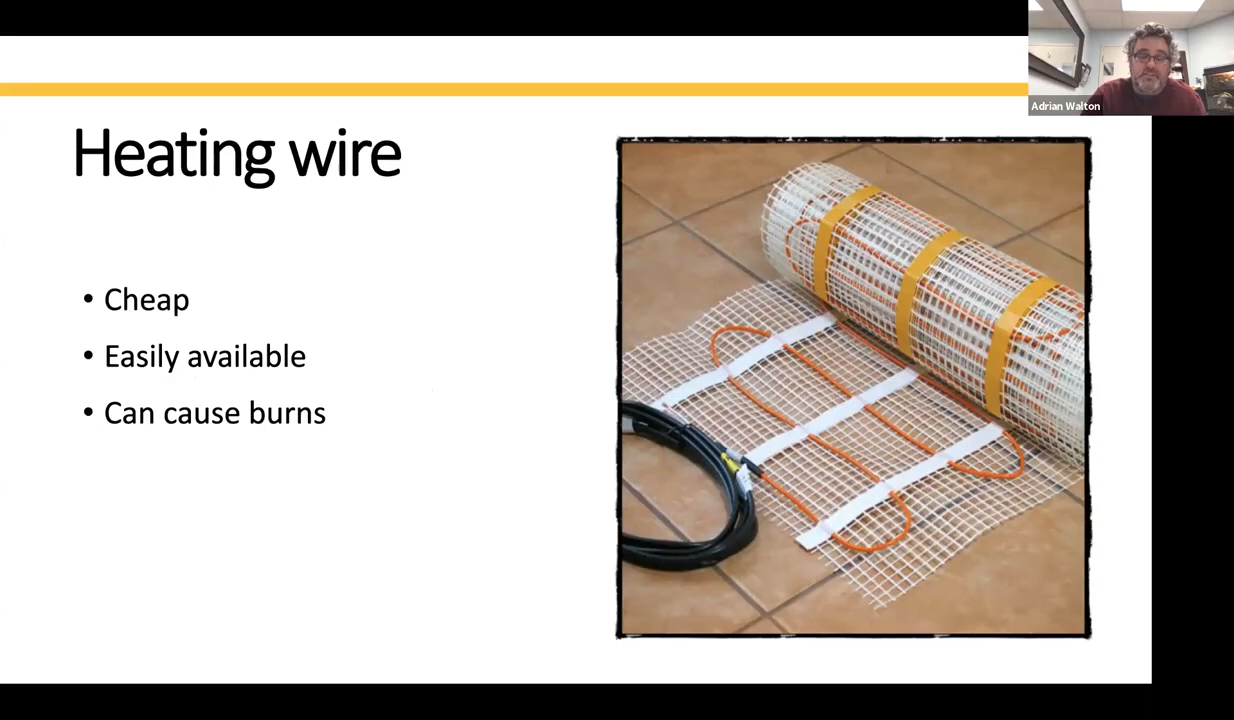 Adrian Walton
Heating wire
• Cheap
• Easily available
• Can cause burns